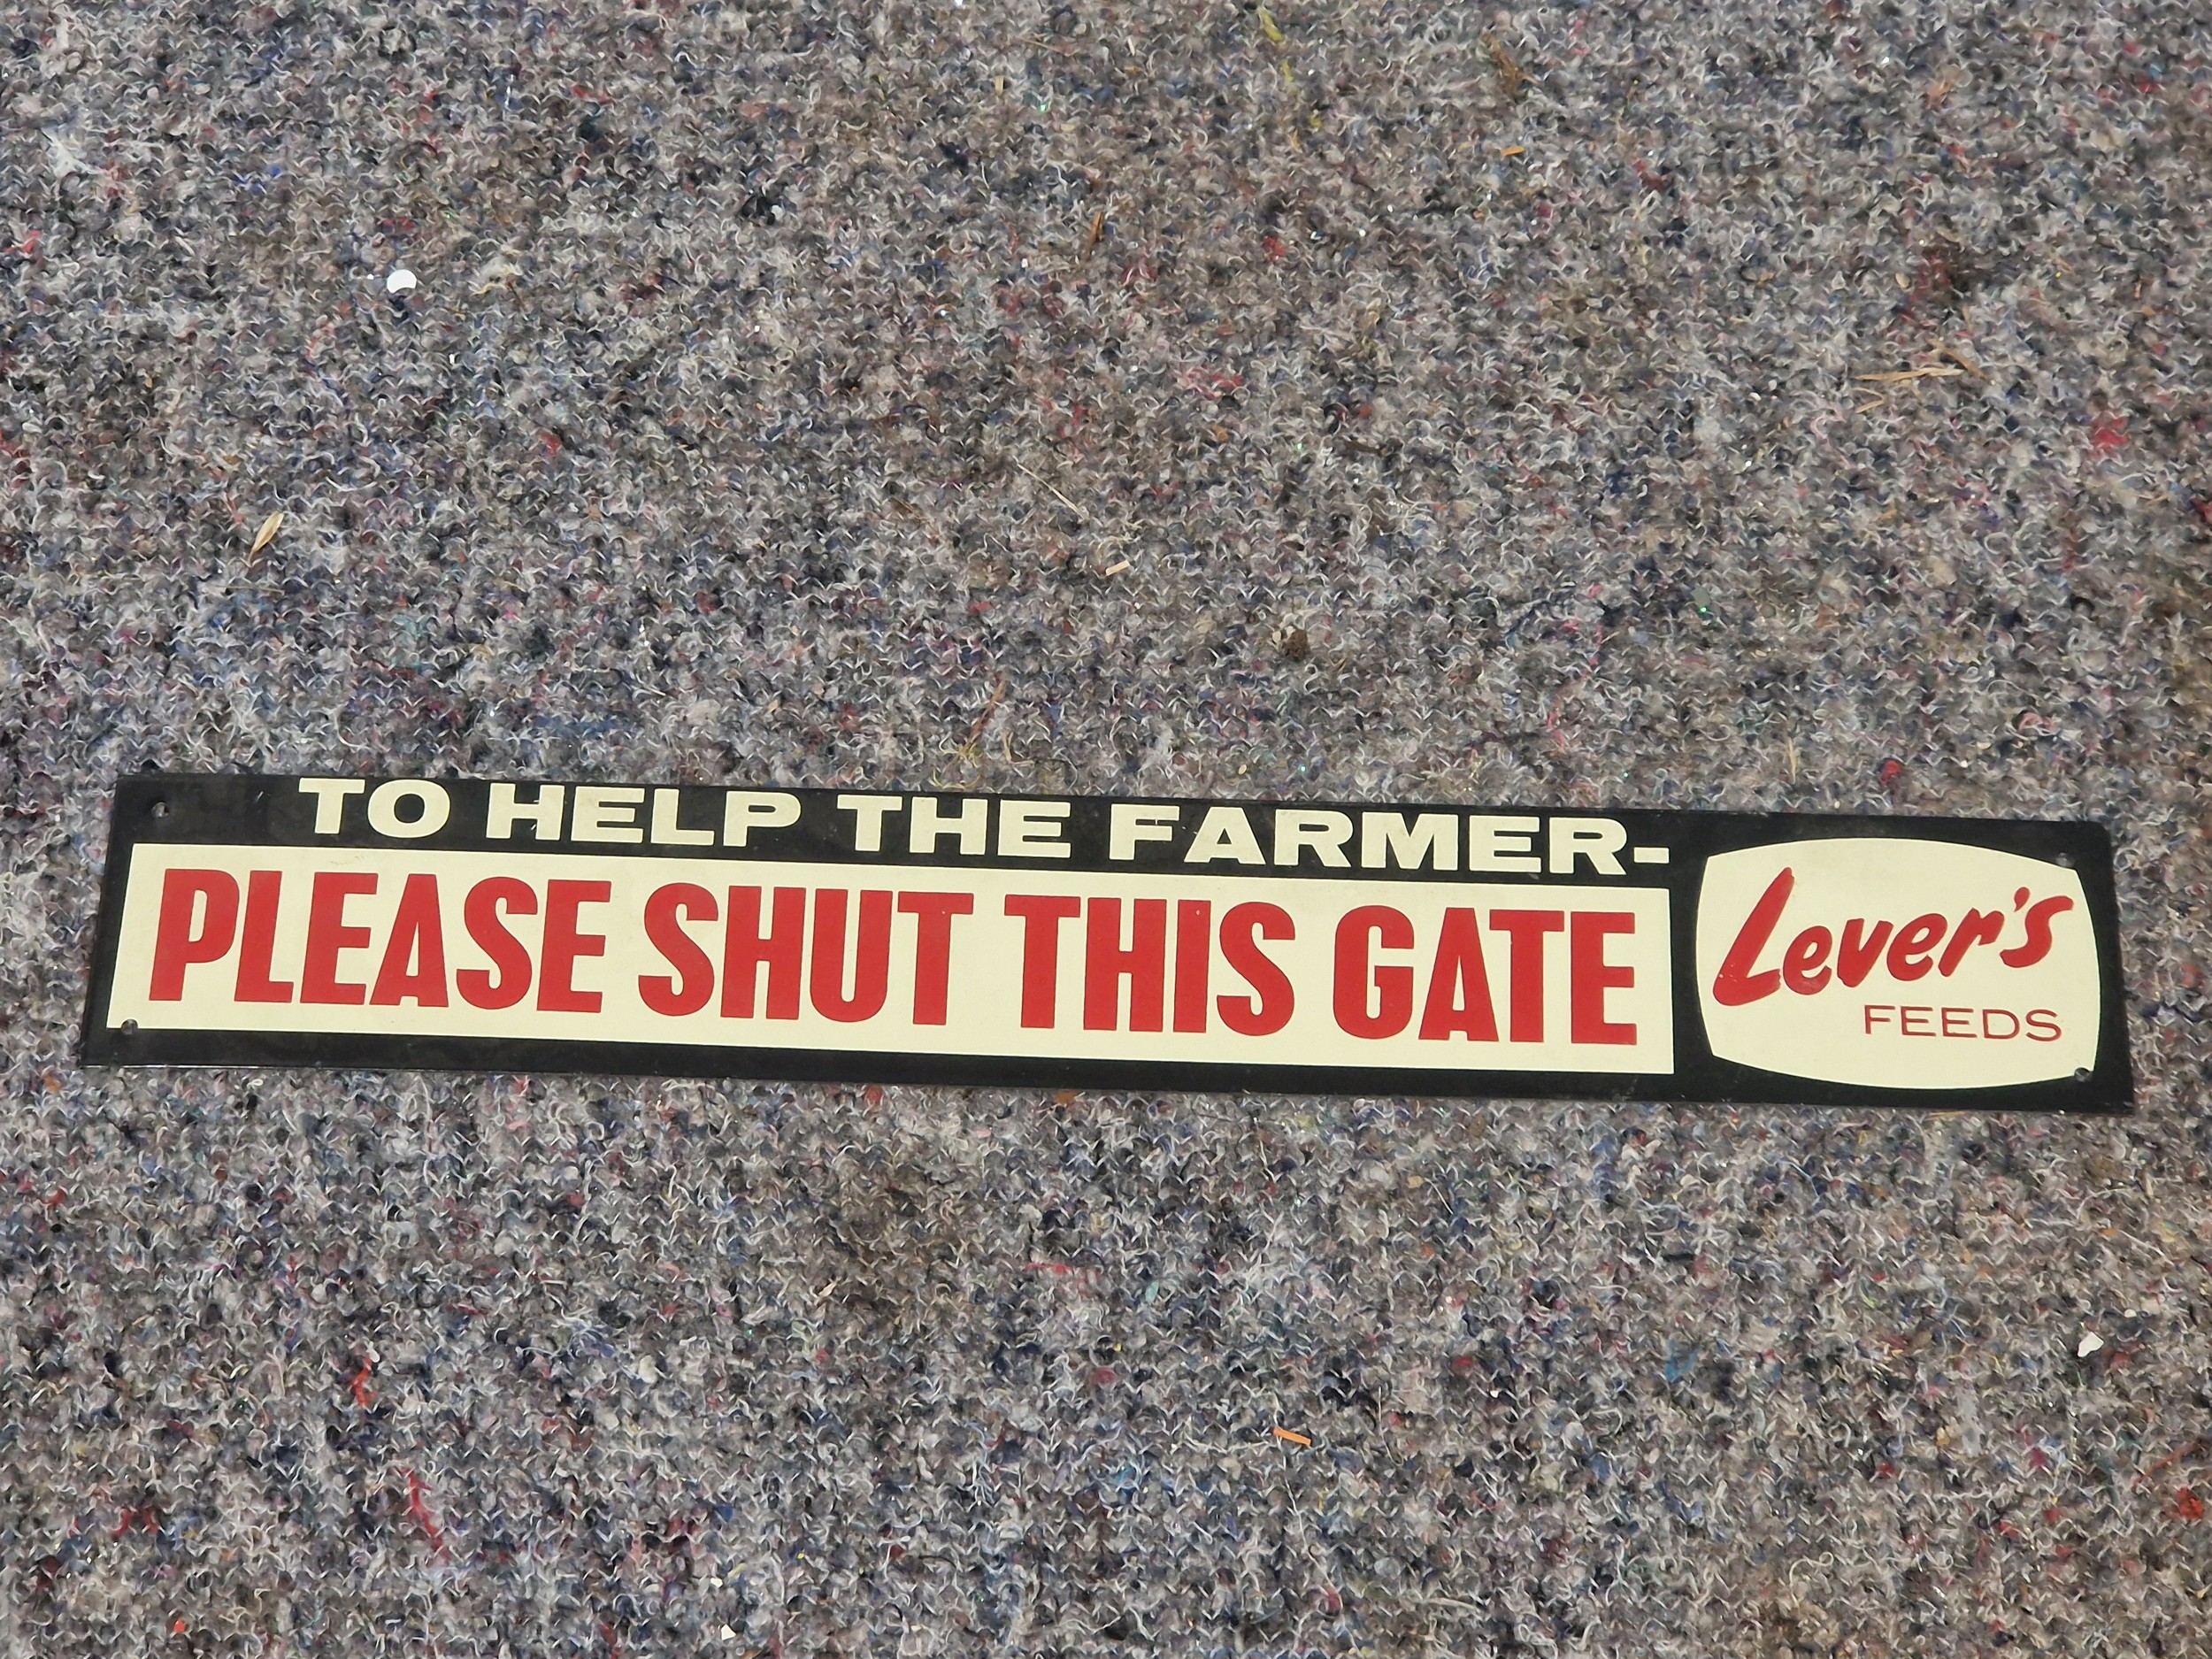 TO HELP THE FARMER-
PLEASE SHUT THIS GATE
Lever's
FEEDS